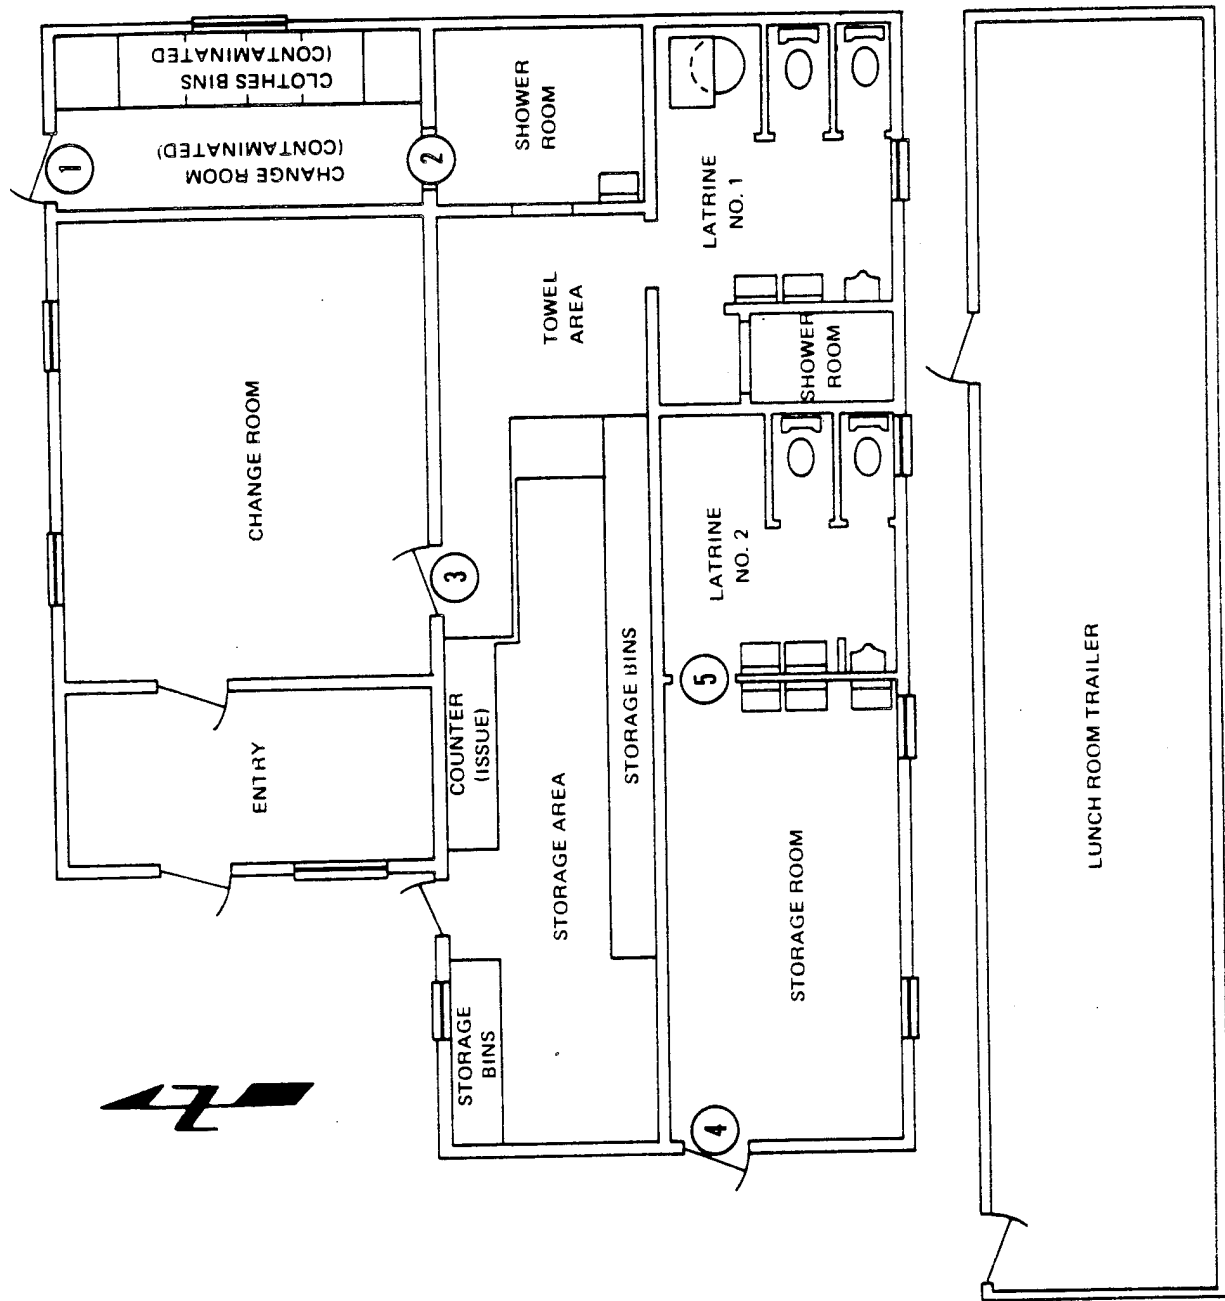 CLOTHES BINS
(CONTAMINATED
CHANGE ROOM
(CONTAMINATED)
1
2
SHOWER
ROOM
LATRINE
NO. 1
TOWEL
AREA
SHOWER
ROOM
CHANGE ROOM
3
LATRINE
NO. 2
5
ENTRY
COUNTER
(ISSUE)
STORAGE BINS
STORAGE AREA
STORAGE ROOM
STORAGE
BINS
4
LUNCH ROOM TRAILER
N